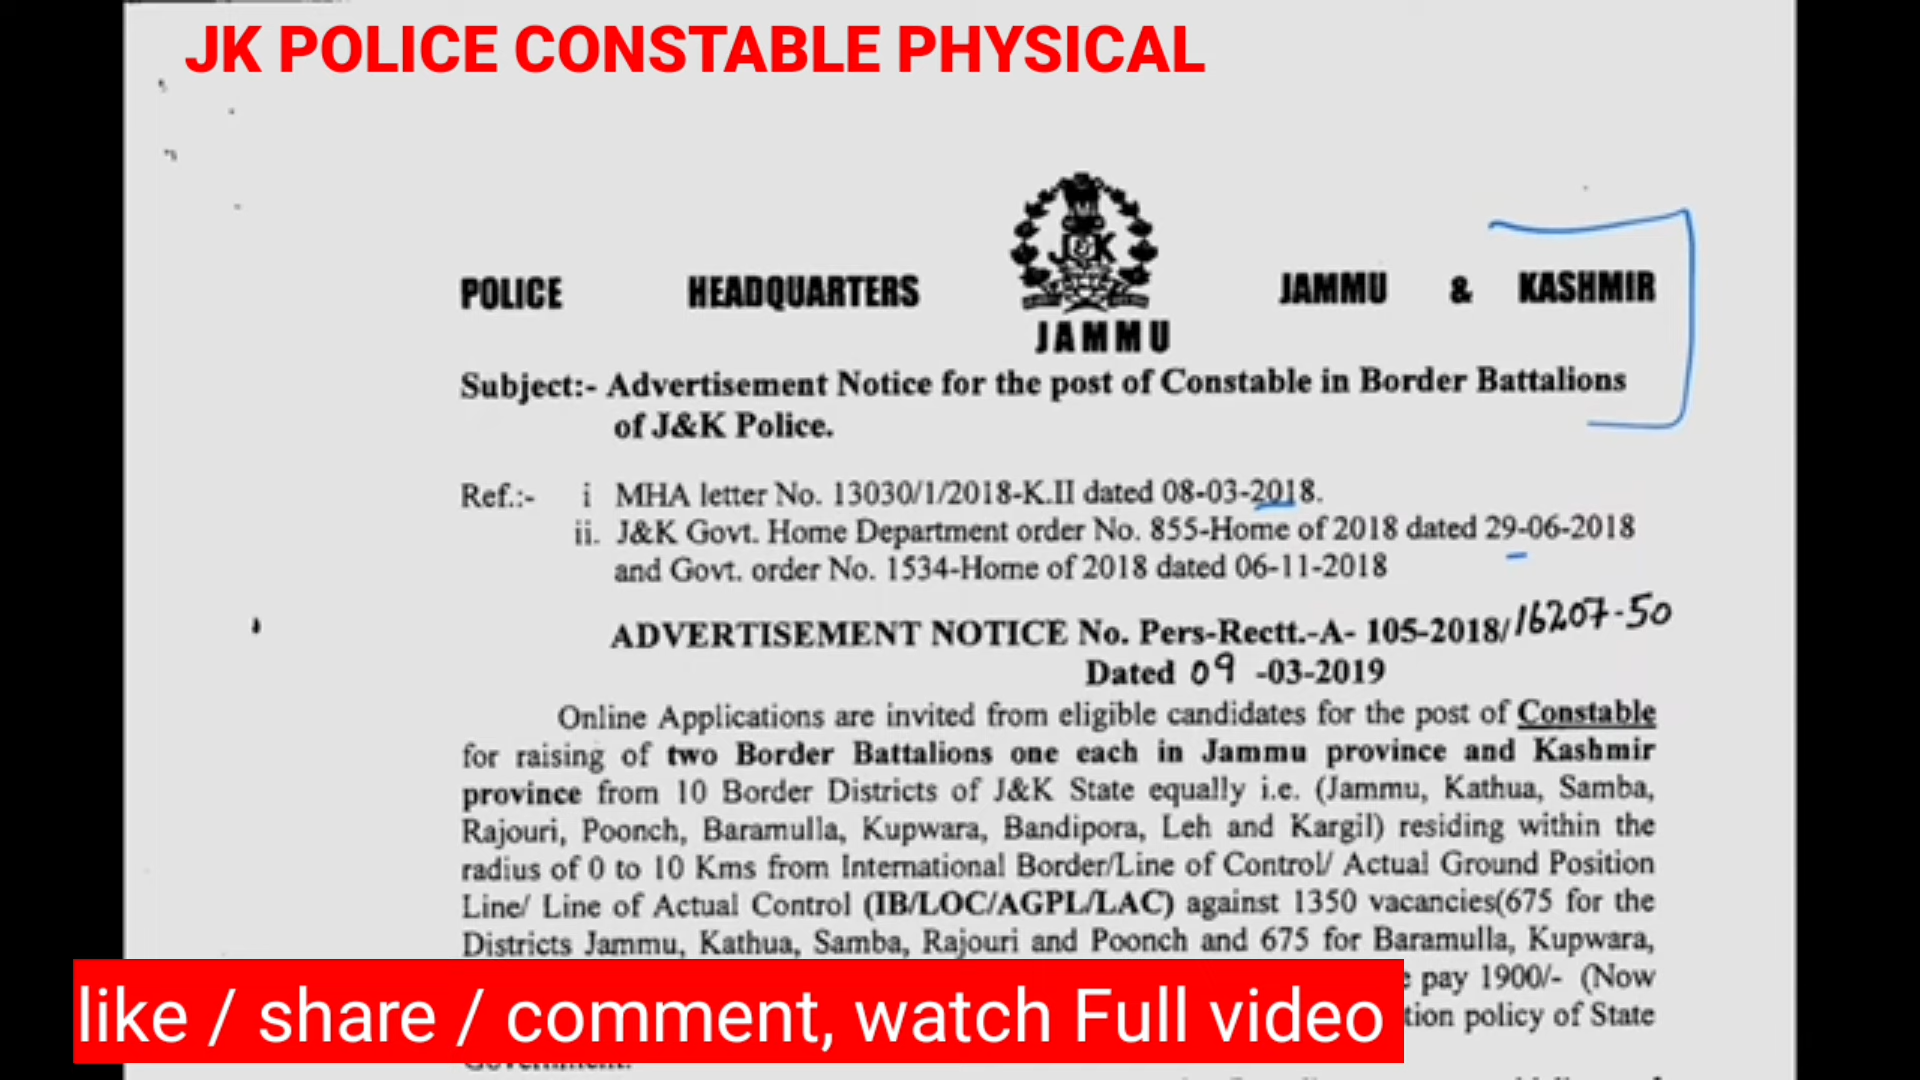 JK POLICE CONSTABLE PHYSICAL
J&K
POLICE HEADQUARTERS JAMMU & KASHMIR
JAMMU
Subject:- Advertisement Notice for the post of Constable in Border Battalions
of J&K Police.
Ref.:- i MHA letter No. 13030/1/2018-K.II dated 08-03-2018.
ii. J&K Govt. Home Department order No. 855-Home of 2018 dated 29-06-2018
and Govt. order No. 1534-Home of 2018 dated 06-11-2018
ADVERTISEMENT NOTICE No. Pers-Rectt.-A- 105-2018/16207-50
Dated 09 -03-2019
Online Applications are invited from eligible candidates for the post of Constable
for raising of two Border Battalions one each in Jammu province and Kashmir
province from 10 Border Districts of J&K State equally i.e. (Jammu, Kathua, Samba,
Rajouri, Poonch, Baramulla, Kupwara, Bandipora, Leh and Kargil) residing within the
radius of 0 to 10 Kms from International Border/Line of Control/ Actual Ground Position
Line/ Line of Actual Control (IB/LOC/AGPL/LAC) against 1350 vacancies(675 for the
Districts Jammu, Kathua, Samba, Rajouri and Poonch and 675 for Baramulla, Kupwara,
pay 1900/- (Now
policy of State
like / share / comment, watch Full video